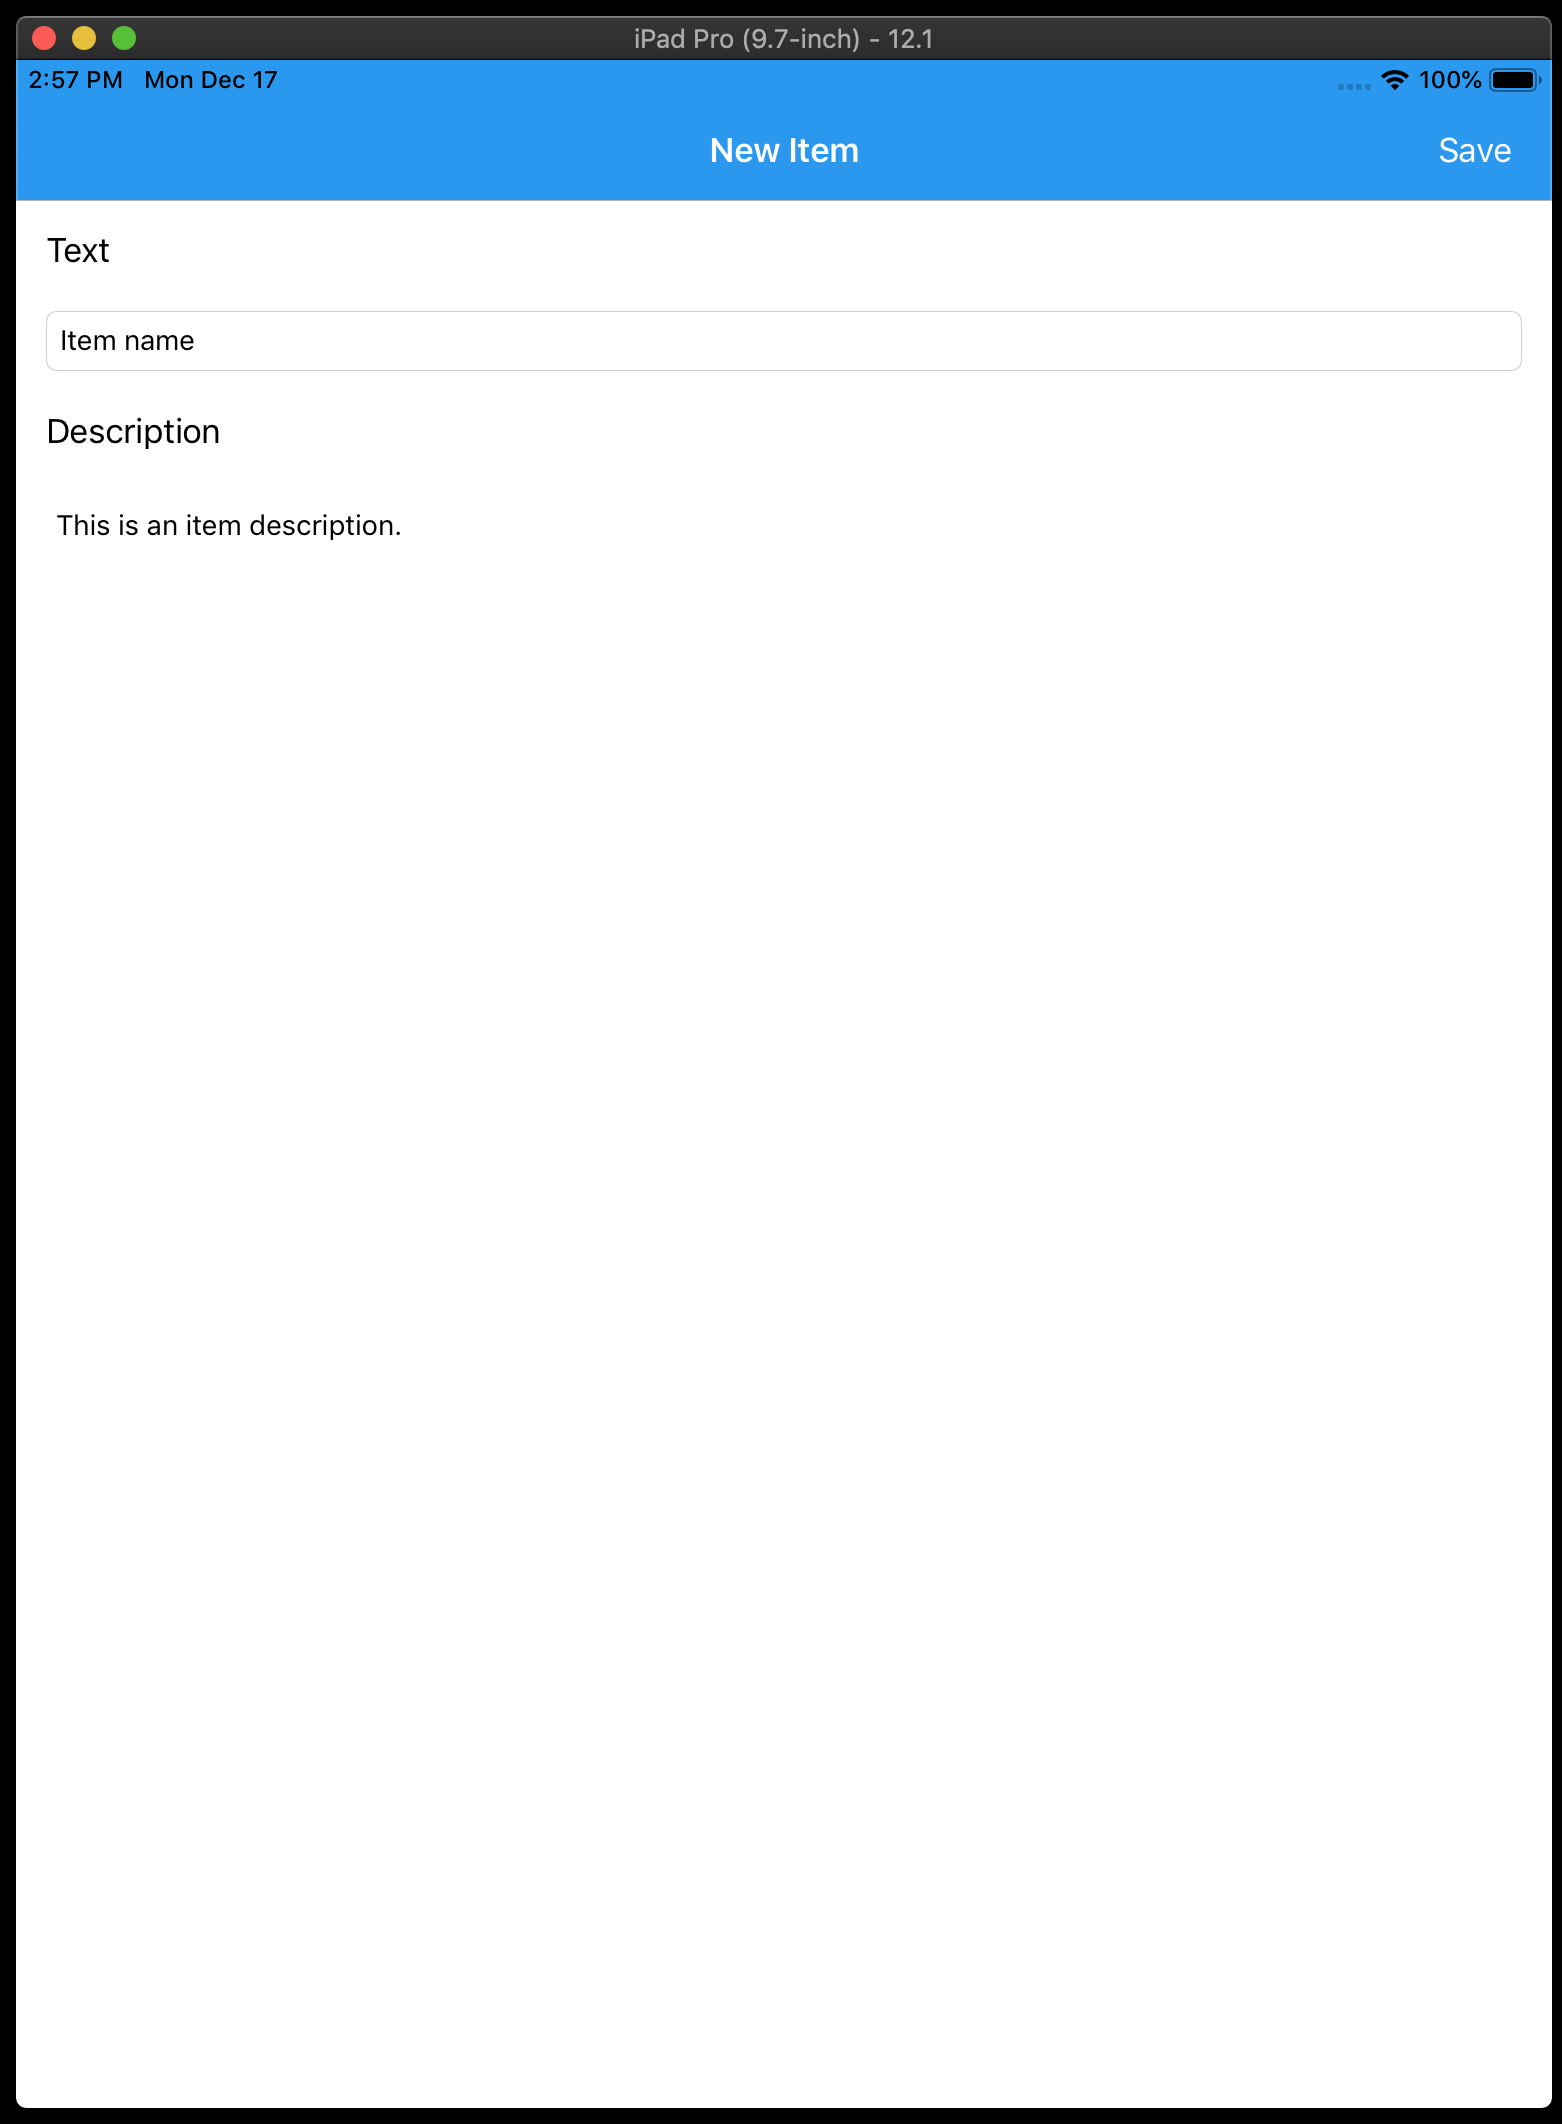 iPad Pro (9.7-inch) - 12.1
2:57 PM Mon Dec 17 100%
New Item Save
Text
Item name
Description
This is an item description.